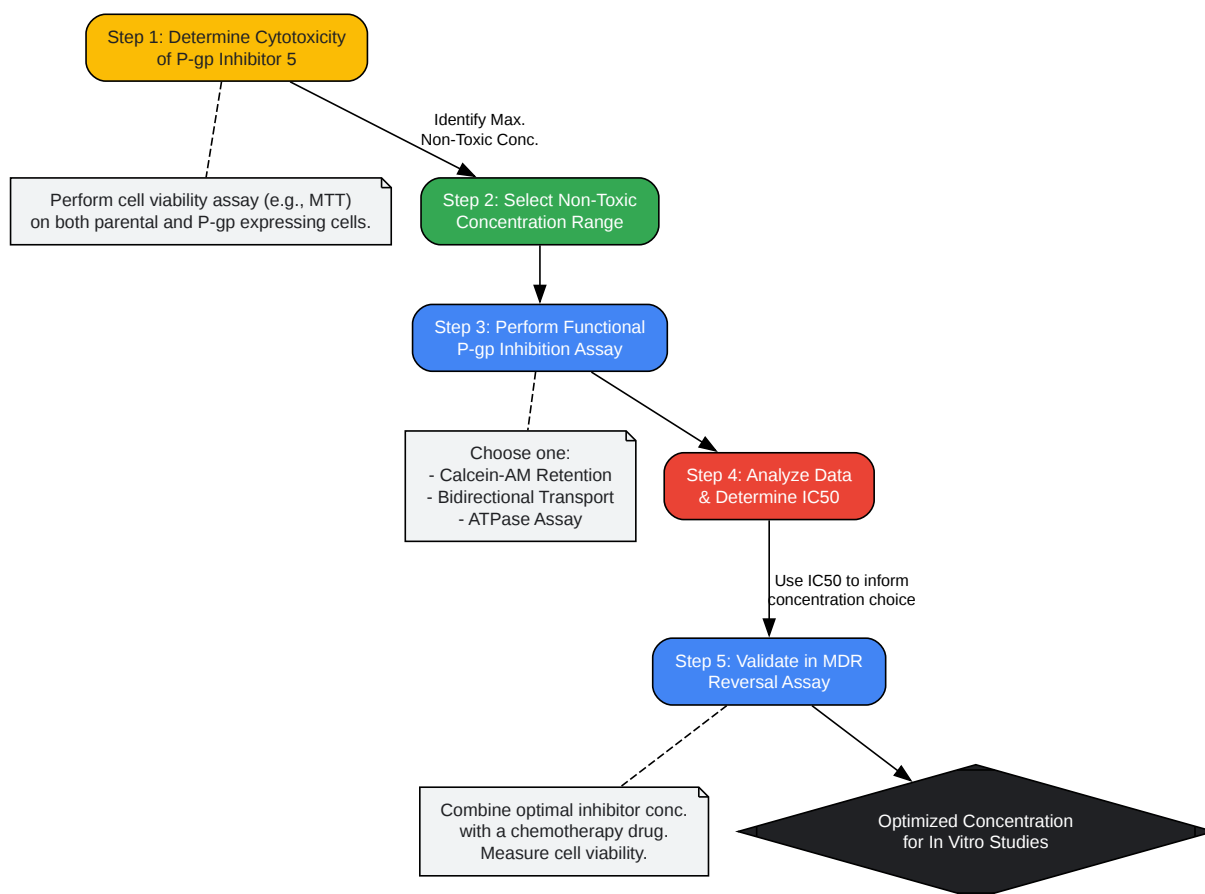 Step 1: Determine Cytotoxicity
of P-gp Inhibitor 5
Identify Max.
Non-Toxic Conc.
Perform cell viability assay (e.g., MTT)
on both parental and P-gp expressing cells.
Step 2: Select Non-Toxic
Concentration Range
Step 3: Perform Functional
P-gp Inhibition Assay
Choose one:
- Calcein-AM Retention
- Bidirectional Transport
- ATPase Assay
Step 4: Analyze Data
& Determine IC50
Use IC50 to inform
concentration choice
Step 5: Validate in MDR
Reversal Assay
Combine optimal inhibitor conc.
with a chemotherapy drug.
Measure cell viability.
Optimized Concentration
for In Vitro Studies